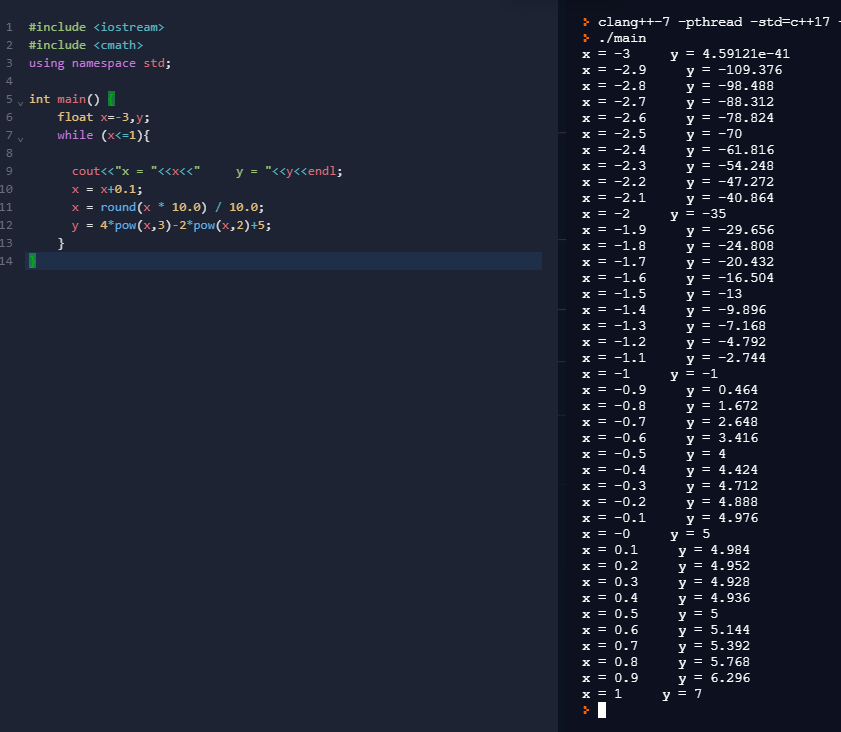 1 #include <iostream>
2 #include <cmath>
3 using namespace std;
4
5 int main() {
6 float x=-3,y;
7 while (x<=1){
8
9 cout<<"x = "<<x<<"     y = "<<y<<endl;
10 x = x+0.1;
11 x = round(x * 10.0) / 10.0;
12 y = 4*pow(x,3)-2*pow(x,2)+5;
13 }
14 }
clang++-7 -pthread -std=c++17 -
./main
x = -3     y = 4.59121e-41
x = -2.9     y = -109.376
x = -2.8     y = -98.488
x = -2.7     y = -88.312
x = -2.6     y = -78.824
x = -2.5     y = -70
x = -2.4     y = -61.816
x = -2.3     y = -54.248
x = -2.2     y = -47.272
x = -2.1     y = -40.864
x = -2     y = -35
x = -1.9     y = -29.656
x = -1.8     y = -24.808
x = -1.7     y = -20.432
x = -1.6     y = -16.504
x = -1.5     y = -13
x = -1.4     y = -9.896
x = -1.3     y = -7.168
x = -1.2     y = -4.792
x = -1.1     y = -2.744
x = -1     y = -1
x = -0.9     y = 0.464
x = -0.8     y = 1.672
x = -0.7     y = 2.648
x = -0.6     y = 3.416
x = -0.5     y = 4
x = -0.4     y = 4.424
x = -0.3     y = 4.712
x = -0.2     y = 4.888
x = -0.1     y = 4.976
x = -0     y = 5
x = 0.1     y = 4.984
x = 0.2     y = 4.952
x = 0.3     y = 4.928
x = 0.4     y = 4.936
x = 0.5     y = 5
x = 0.6     y = 5.144
x = 0.7     y = 5.392
x = 0.8     y = 5.768
x = 0.9     y = 6.296
x = 1     y = 7